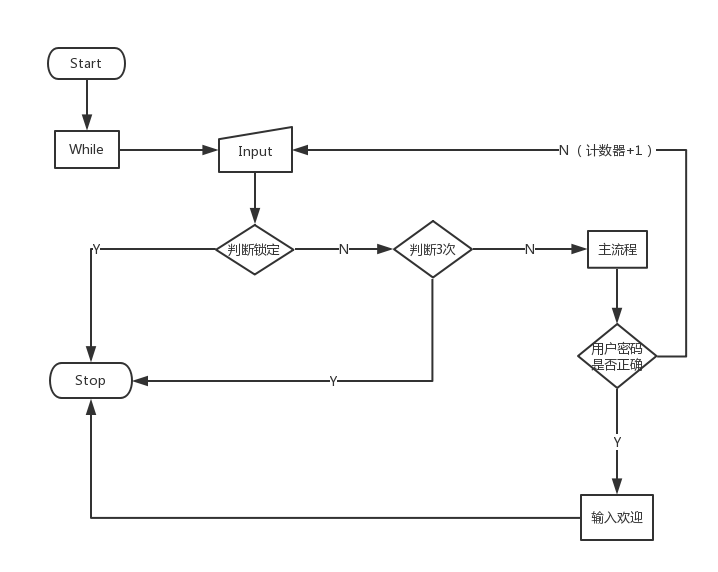 Start
While
Input
N（计数器+1）
Y
判断锁定
N
判断3次
N
主流程
用户密码
是否正确
Stop
Y
Y
输入欢迎